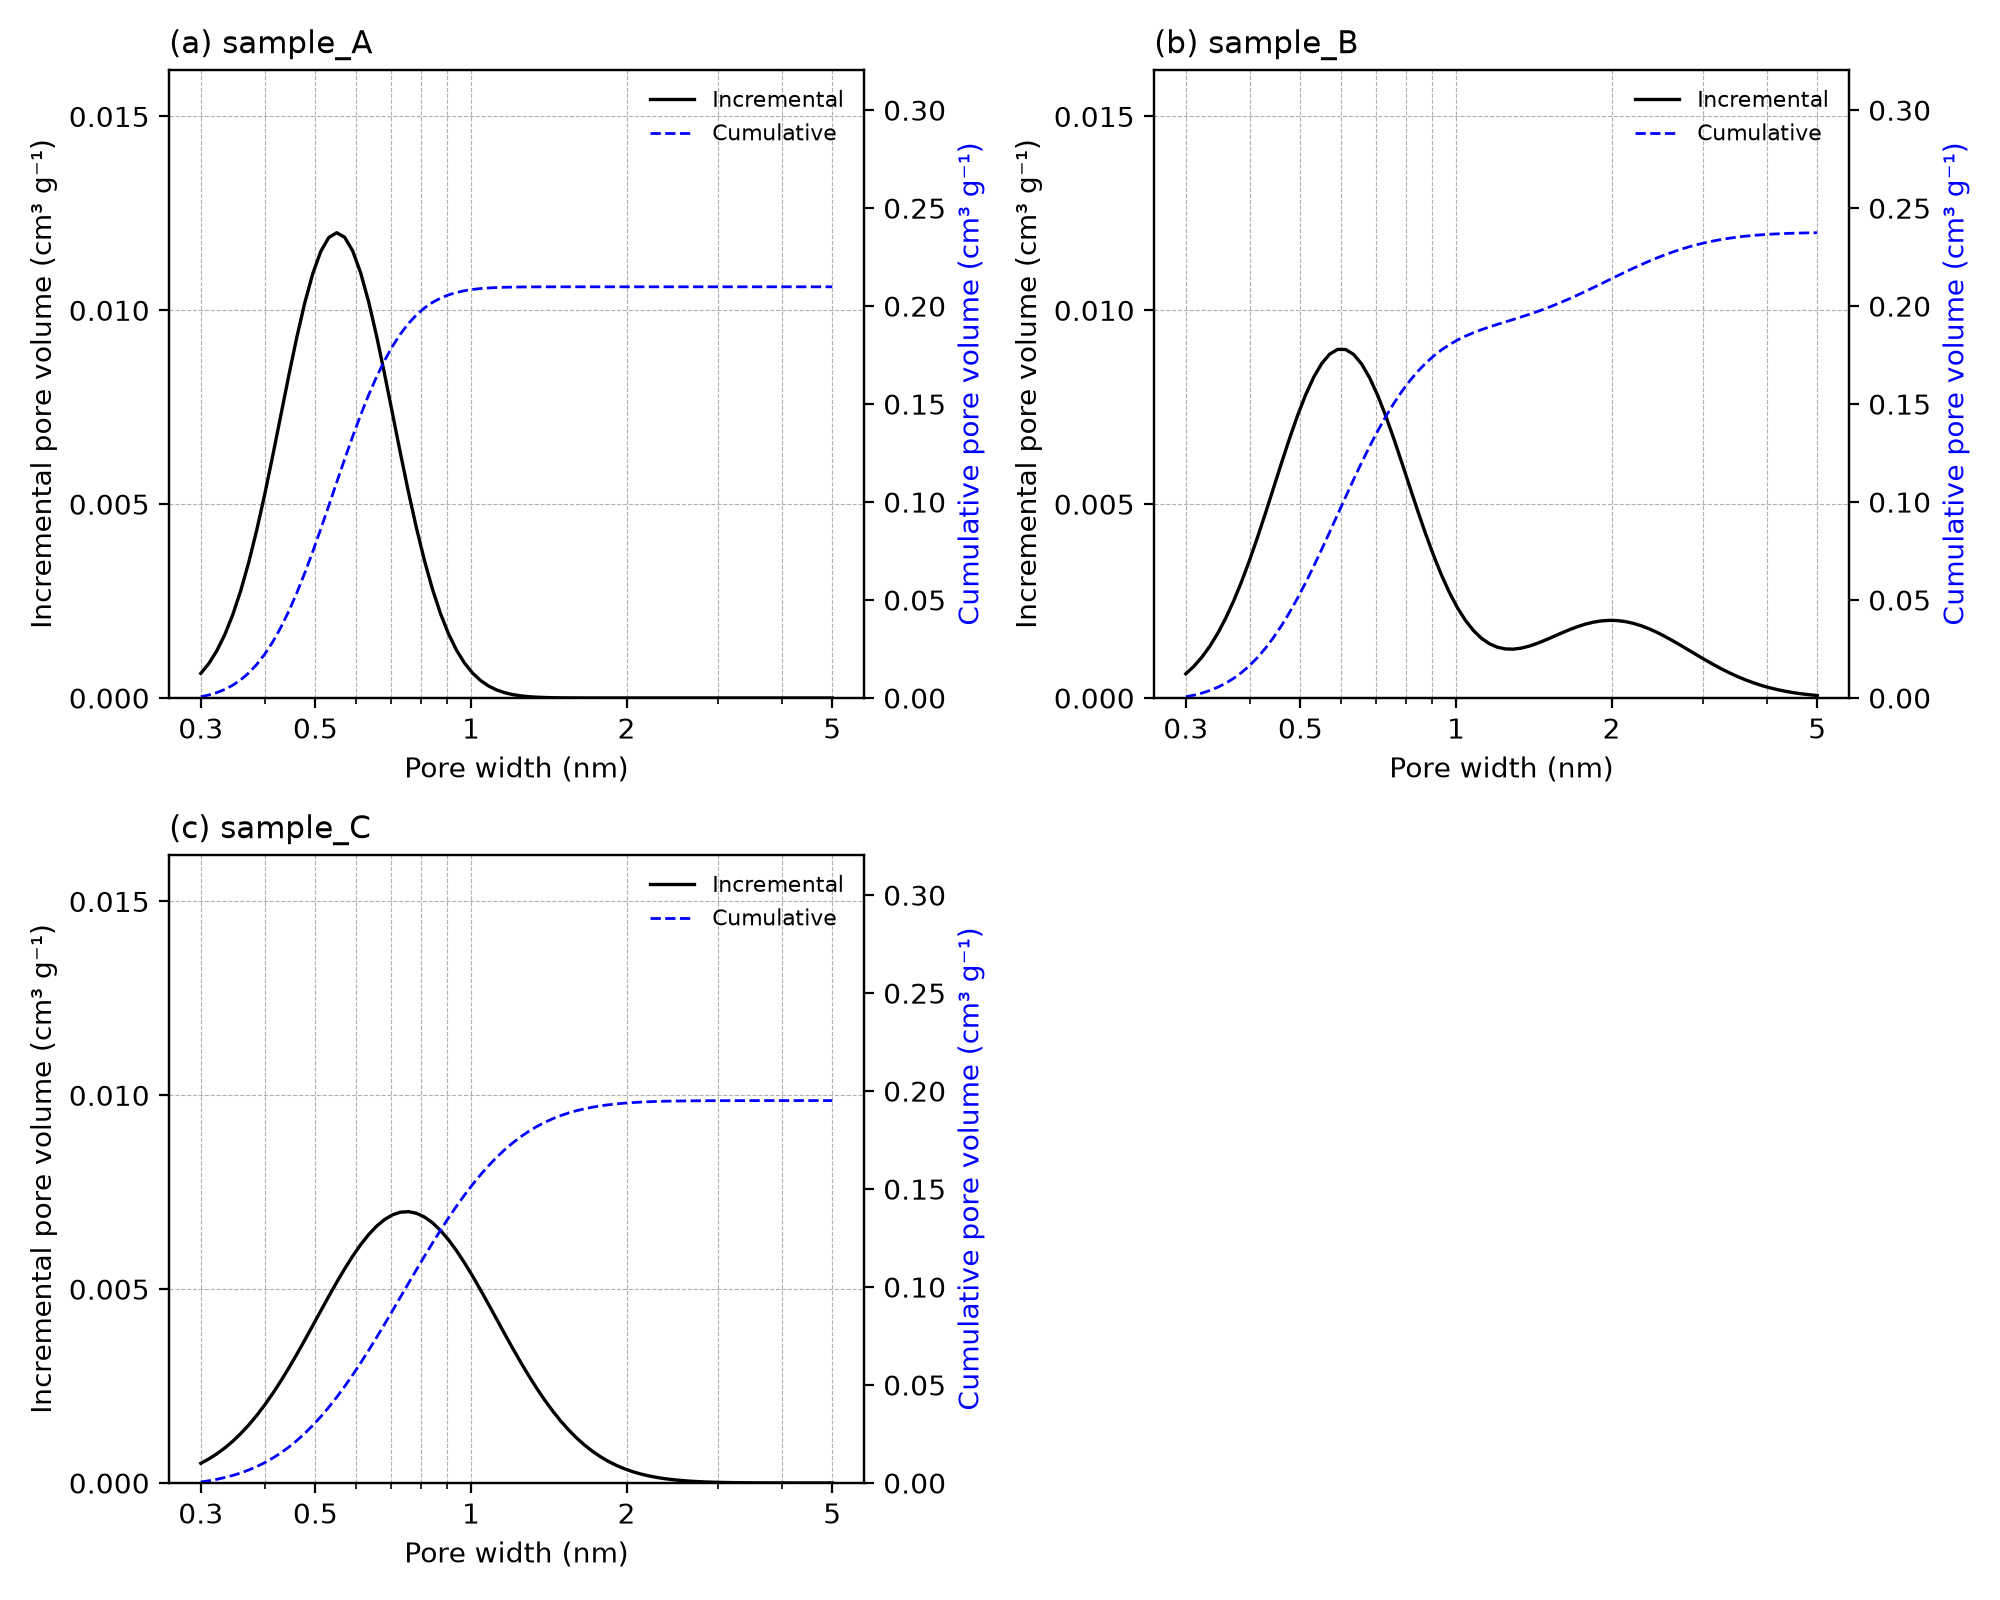 (a) sample_A
Incremental
Cumulative
Incremental pore volume (cm³ g⁻¹)
0.015
0.010
0.005
0.000
0.30
0.25
0.20
0.15
0.10
0.05
0.00
Cumulative pore volume (cm³ g⁻¹)
0.3 0.5 1 2 5
Pore width (nm)
(b) sample_B
Incremental
Cumulative
Incremental pore volume (cm³ g⁻¹)
0.015
0.010
0.005
0.000
0.30
0.25
0.20
0.15
0.10
0.05
0.00
Cumulative pore volume (cm³ g⁻¹)
0.3 0.5 1 2 5
Pore width (nm)
(c) sample_C
Incremental
Cumulative
Incremental pore volume (cm³ g⁻¹)
0.015
0.010
0.005
0.000
0.30
0.25
0.20
0.15
0.10
0.05
0.00
Cumulative pore volume (cm³ g⁻¹)
0.3 0.5 1 2 5
Pore width (nm)